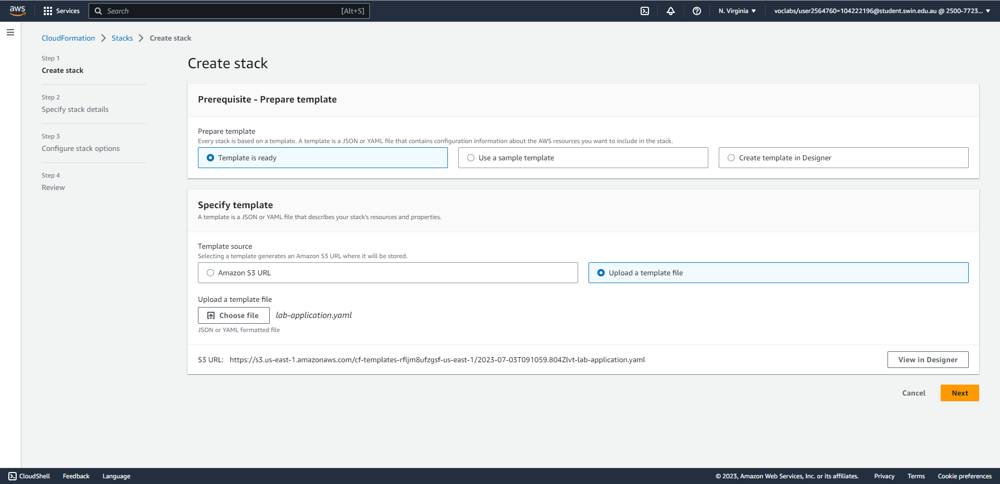 aws
Services
Search [Alt+S]
N. Virginia
voclabs/user2564760=104222196@student.swin.edu.au @ 2500-7723...
CloudFormation Stacks Create stack
Step 1
Create stack
Step 2
Specify stack details
Step 3
Configure stack options
Step 4
Review
Create stack
Prerequisite - Prepare template
Prepare template
Every stack is based on a template. A template is a JSON or YAML file that contains configuration information about the AWS resources you want to include in the stack.
Template is ready
Use a sample template
Create template in Designer
Specify template
A template is a JSON or YAML file that describes your stack's resources and properties.
Template source
Selecting a template generates an Amazon S3 URL where it will be stored.
Amazon S3 URL
Upload a template file
Upload a template file
Choose file lab-application.yaml
JSON or YAML formatted file
S3 URL: https://s3.us-east-1.amazonaws.com/cf-templates-rfljm8ufzgsf-us-east-1/2023-07-03T091059.804Zlvt-lab-application.yaml
View in Designer
Cancel
Next
CloudShell Feedback Language
© 2023, Amazon Web Services, Inc. or its affiliates. Privacy Terms Cookie preferences